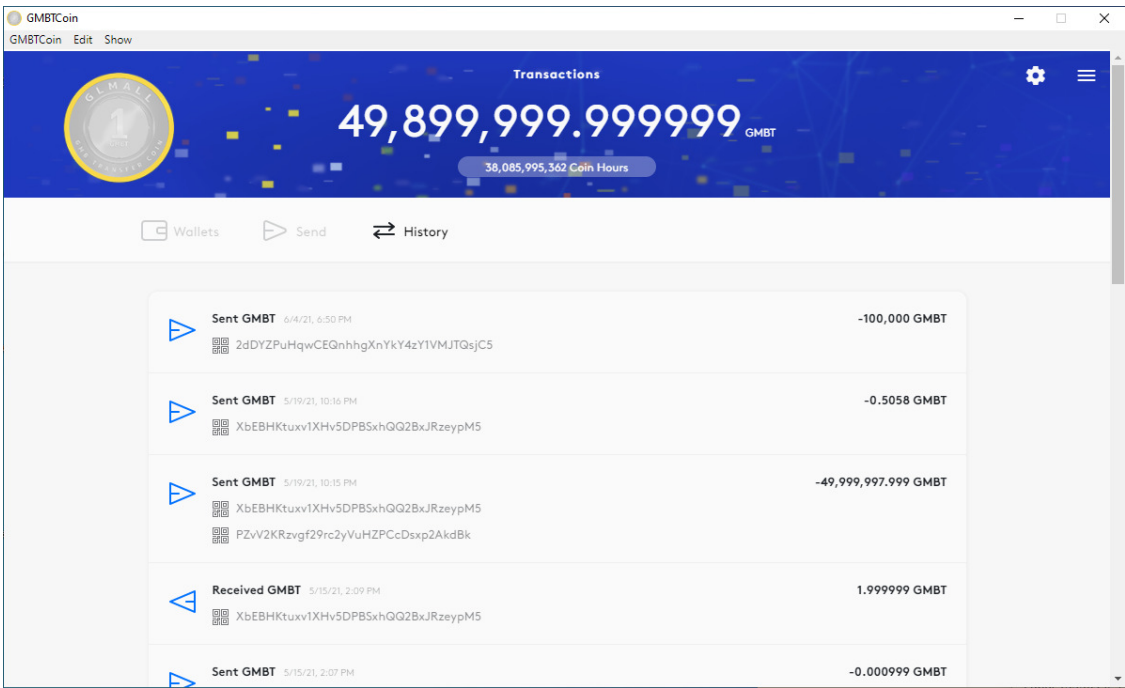 GMBTCoin
GMBTCoin Edit Show
Transactions
49,899,999.999999 GMBT
38,085,995,362 Coin Hours
GLMALL
1
Wallets Send History
Sent GMBT 6/4/21, 6:50 PM -100,000 GMBT
2dDYZPuHqwCEQnhhgXnYkY4zY1VMJTQsjC5
Sent GMBT 5/19/21, 10:16 PM -0.5058 GMBT
XbEBHKtuxv1XHv5DPBSxhQQ2BxJRzeypM5
Sent GMBT 5/19/21, 10:15 PM -49,999,997.999 GMBT
XbEBHKtuxv1XHv5DPBSxhQQ2BxJRzeypM5
PZvV2KRzvgf29rc2yVuHZPCcDsxp2AkdBk
Received GMBT 5/15/21, 2:09 PM 1.999999 GMBT
XbEBHKtuxv1XHv5DPBSxhQQ2BxJRzeypM5
Sent GMBT 5/15/21, 2:07 PM -0.000999 GMBT